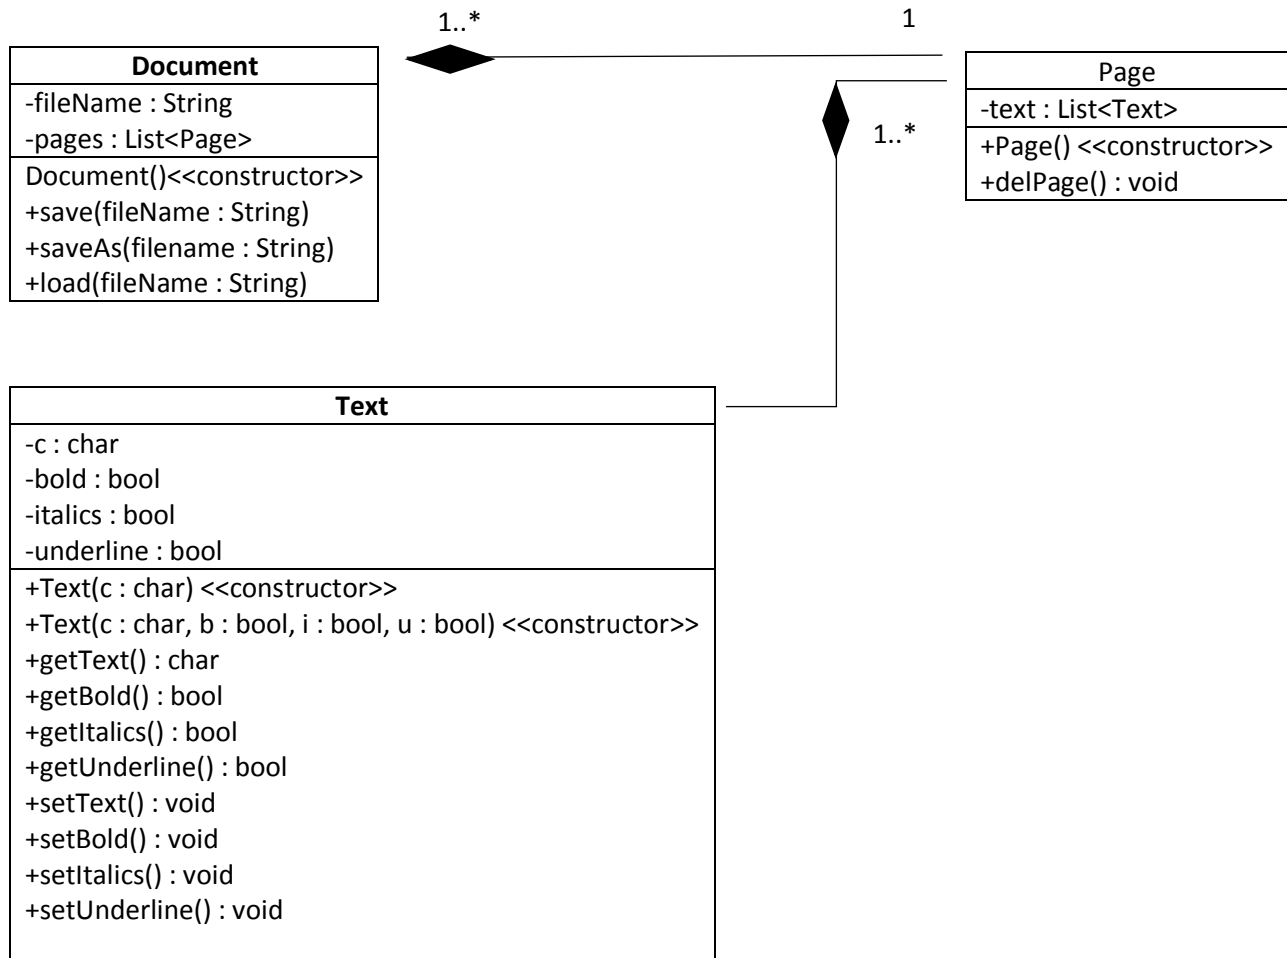 1..*
1
Document
-fileName : String
-pages : List<Page>
Document()<<constructor>>
+save(fileName : String)
+saveAs(filename : String)
+load(fileName : String)
1..*
Page
-text : List<Text>
+Page() <<constructor>>
+delPage() : void
Text
-c : char
-bold : bool
-italics : bool
-underline : bool
+Text(c : char) <<constructor>>
+Text(c : char, b : bool, i : bool, u : bool) <<constructor>>
+getText() : char
+getBold() : bool
+getItalics() : bool
+getUnderline() : bool
+setText() : void
+setBold() : void
+setItalics() : void
+setUnderline() : void